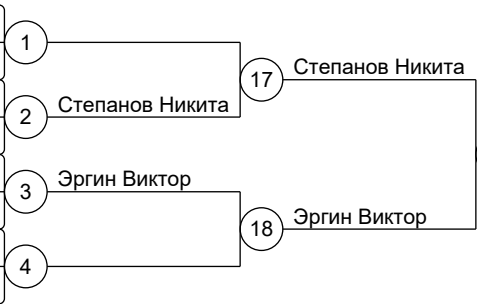 1
17 Степанов Никита
2 Степанов Никита
3 Эргин Виктор
18 Эргин Виктор
4